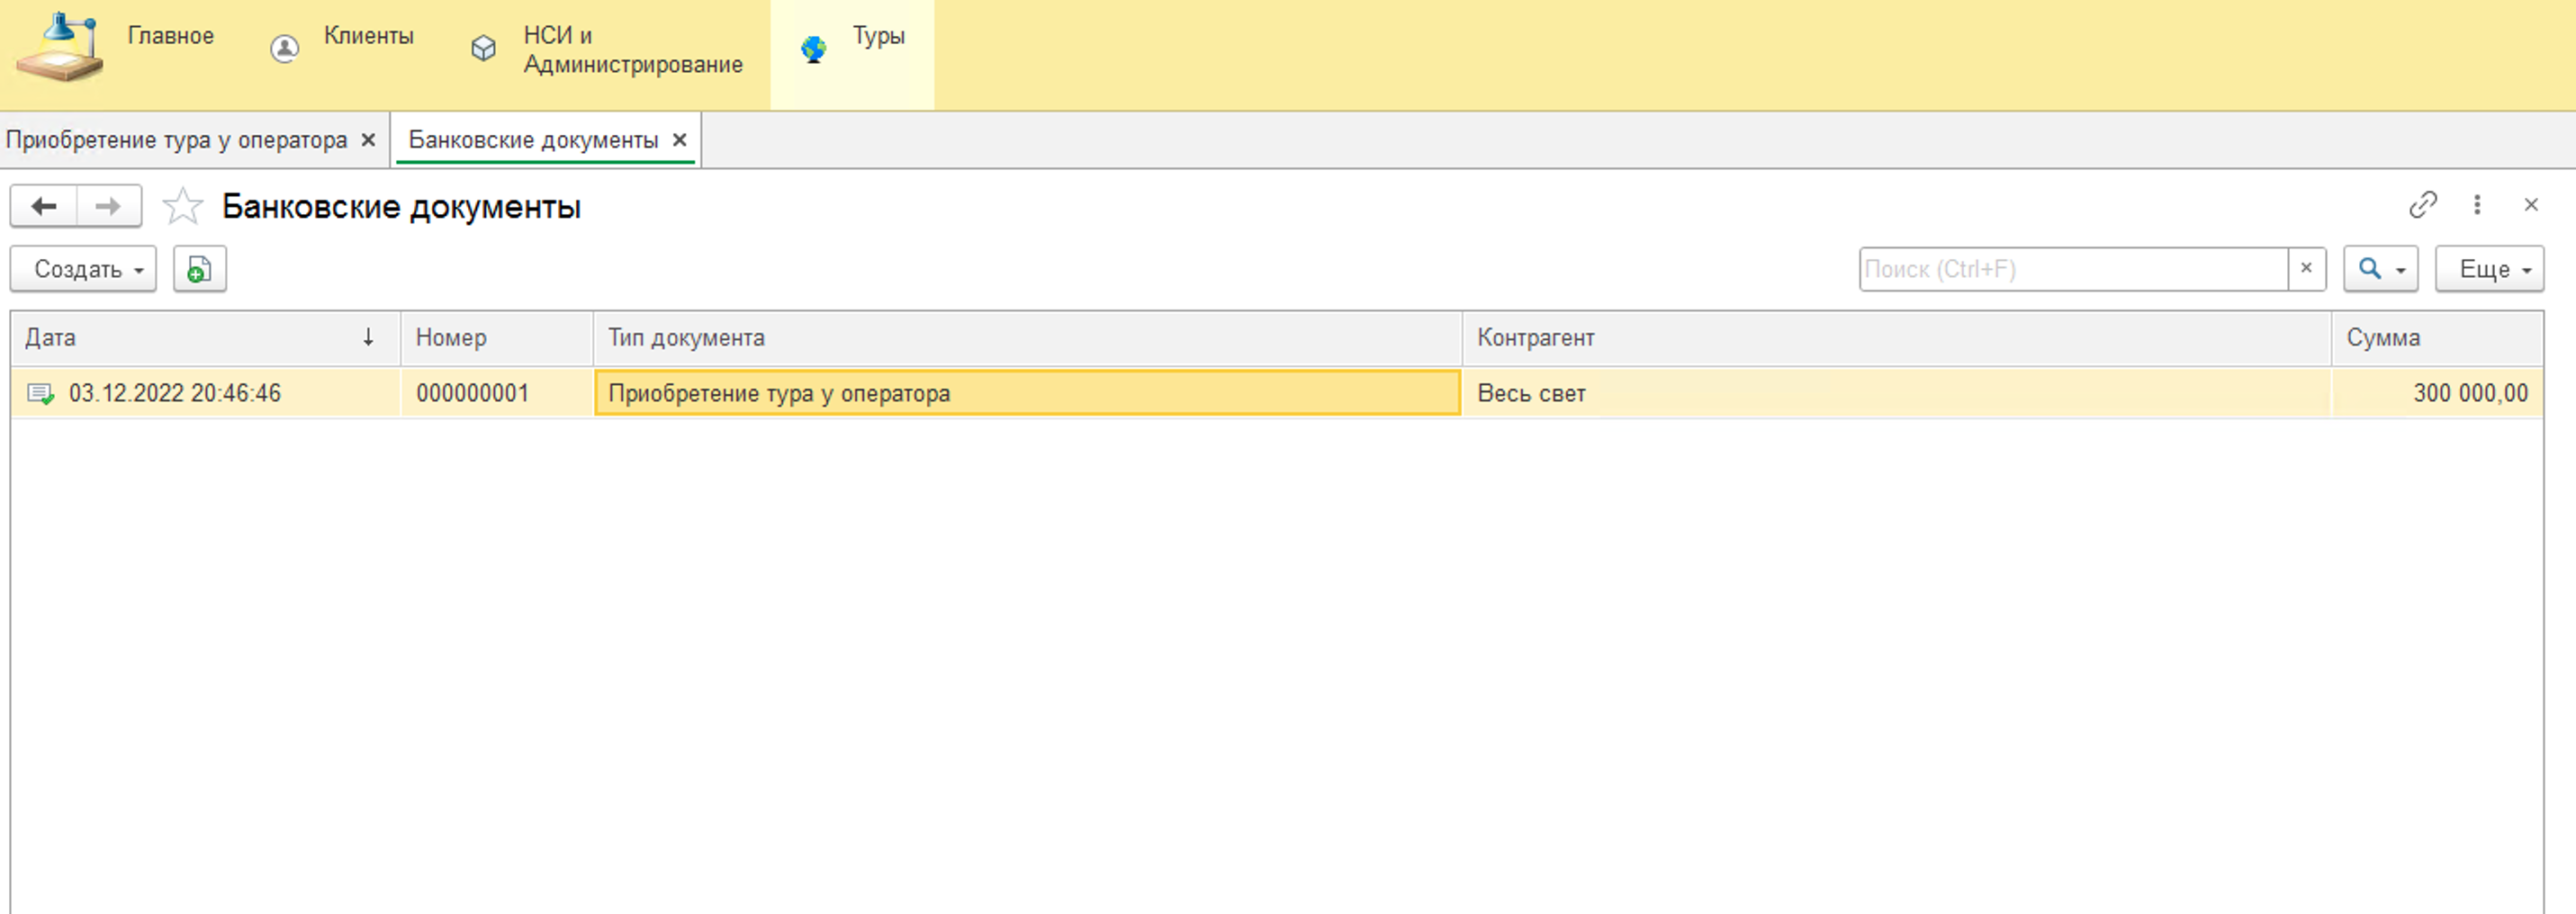 Главное
Клиенты
НСИ и
Администрирование
Туры
Приобретение тура у оператора
Банковские документы
Банковские документы
Создать
Поиск (Ctrl+F)
Еще
Дата Номер Тип документа Контрагент Сумма
03.12.2022 20:46:46 000000001 Приобретение тура у оператора Весь свет 300 000,00